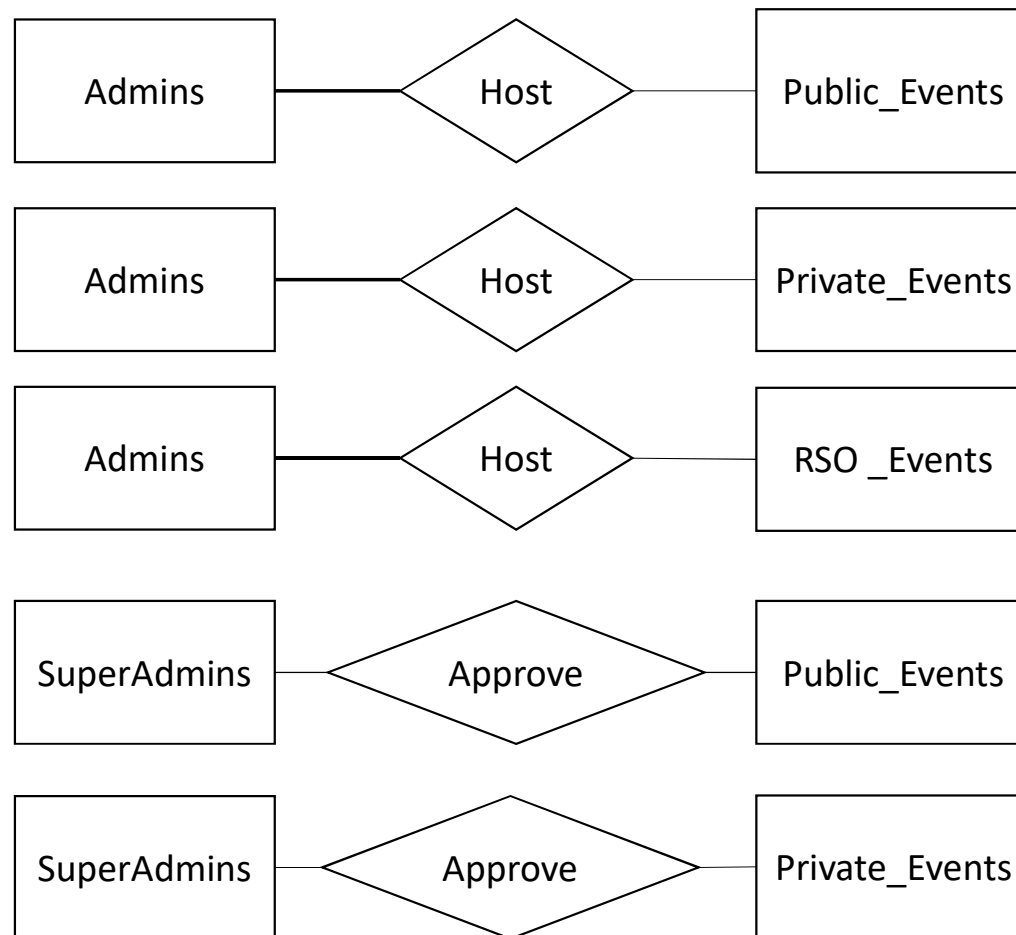 Admins Host Public_Events
Admins Host Private_Events
Admins Host RSO _Events
SuperAdmins Approve Public_Events
SuperAdmins Approve Private_Events